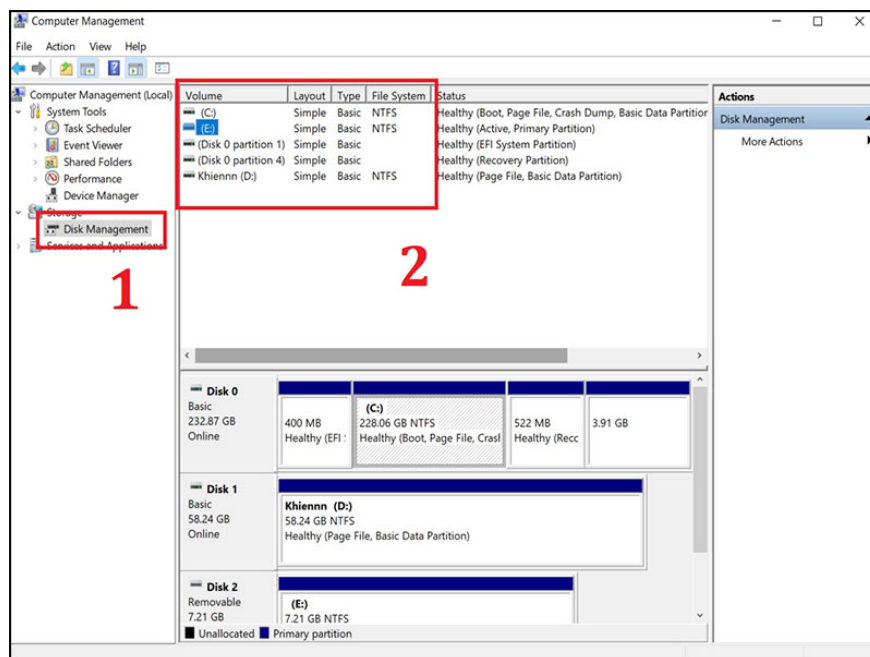 Computer Management
File Action View Help
Computer Management (Local)
System Tools
Task Scheduler
Event Viewer
Shared Folders
Performance
Device Manager
Storage
Disk Management
Services and Applications
1
Volume Layout Type File System Status
(C:) Simple Basic NTFS Healthy (Boot, Page File, Crash Dump, Basic Data Partition
(E:) Simple Basic NTFS Healthy (Active, Primary Partition)
(Disk 0 partition 1) Simple Basic Healthy (EFI System Partition)
(Disk 0 partition 4) Simple Basic Healthy (Recovery Partition)
Khiennn (D:) Simple Basic NTFS Healthy (Page File, Basic Data Partition)
2
Actions
Disk Management
More Actions
Disk 0
Basic
232.87 GB
Online
400 MB
Healthy (EFI
(C:)
228.06 GB NTFS
Healthy (Boot, Page File, Crasl
522 MB
Healthy (Recc
3.91 GB
Disk 1
Basic
58.24 GB
Online
Khiennn (D:)
58.24 GB NTFS
Healthy (Page File, Basic Data Partition)
Disk 2
Removable
7.21 GB
(E:)
7.21 GB NTFS
Unallocated Primary partition